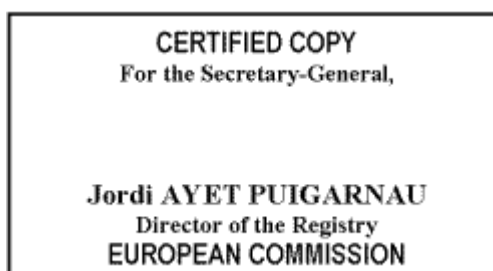 CERTIFIED COPY
For the Secretary-General,
Jordi AYET PUIGARNAU
Director of the Registry
EUROPEAN COMMISSION